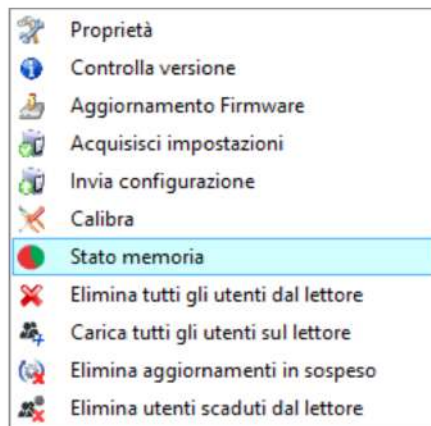 Proprietà
Controlla versione
Aggiornamento Firmware
Acquisisci impostazioni
Invia configurazione
Calibra
Stato memoria
Elimina tutti gli utenti dal lettore
Carica tutti gli utenti sul lettore
Elimina aggiornamenti in sospeso
Elimina utenti scaduti dal lettore